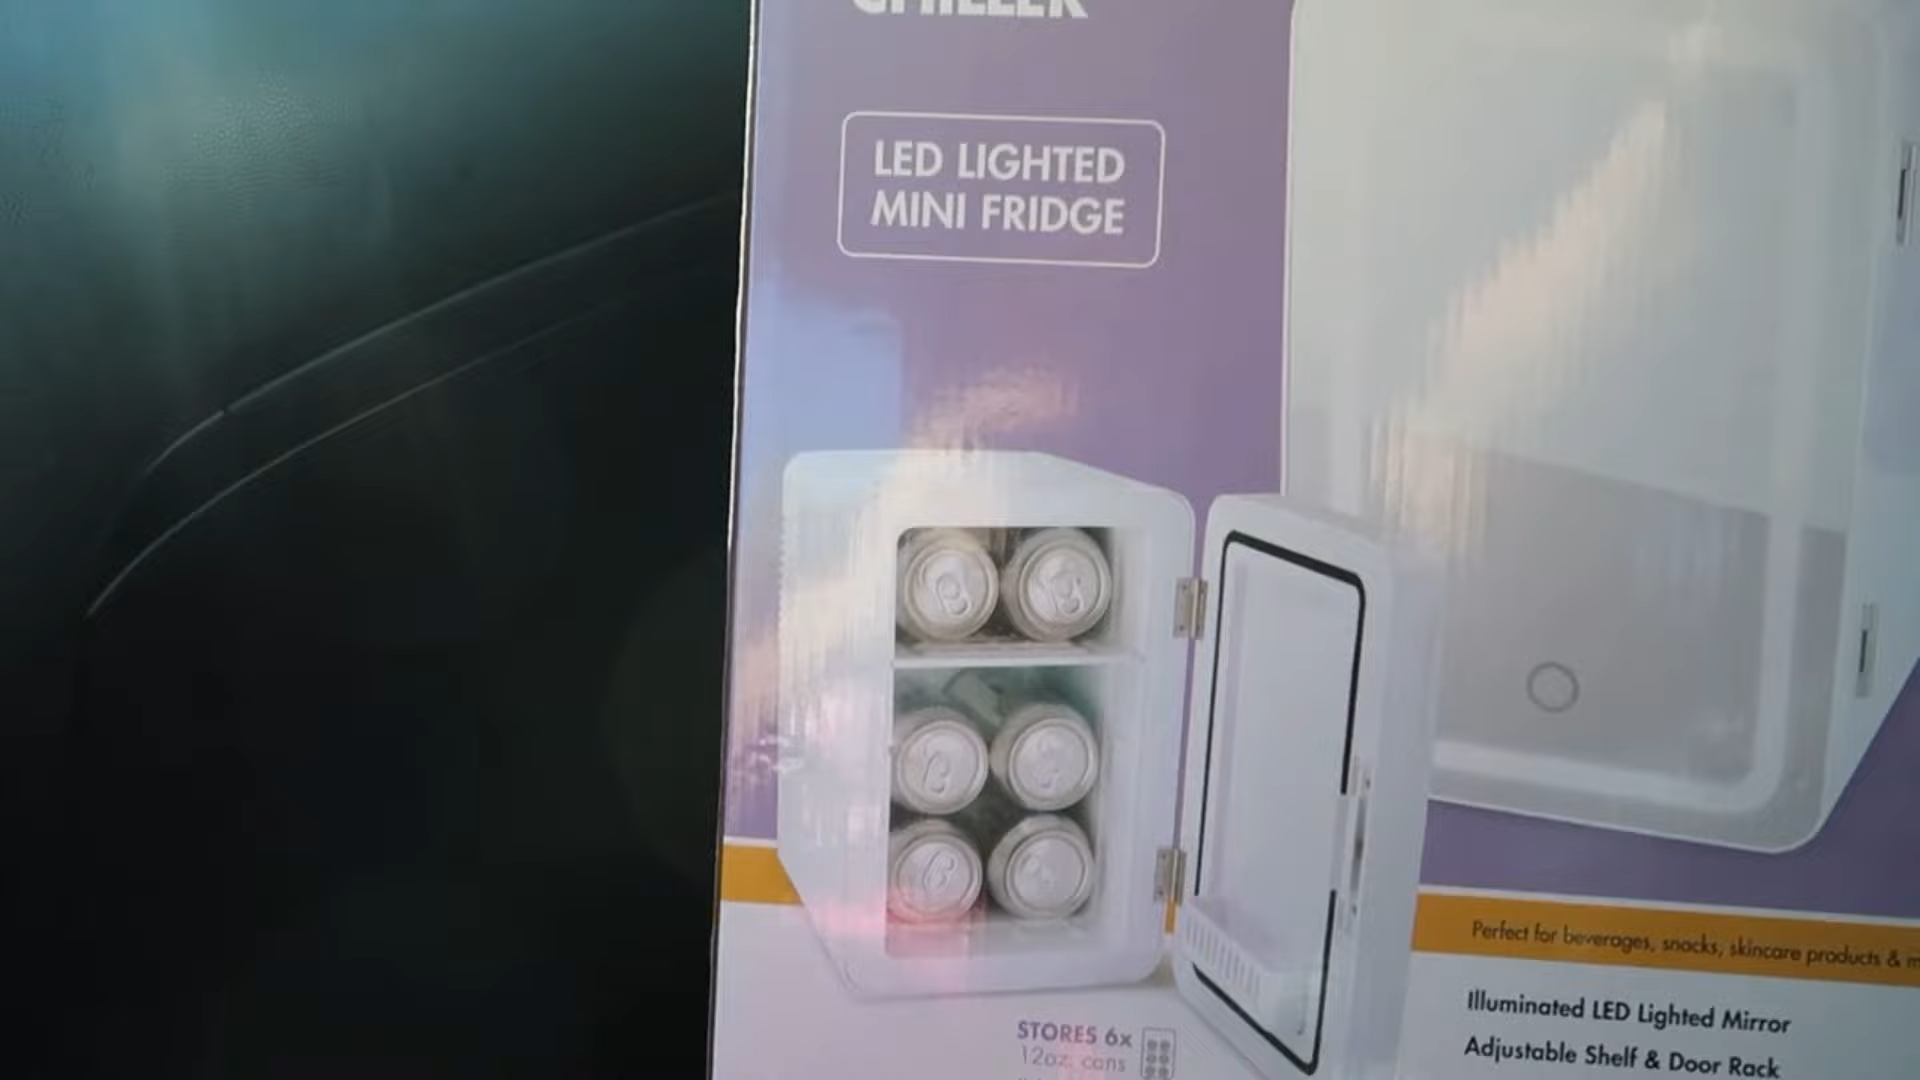 CHILLER
LED LIGHTED
MINI FRIDGE
Perfect for beverages, snacks, skincare products &
Illuminated LED Lighted Mirror
Adjustable Shelf & Door Rack
STORES 6x
12oz. cans